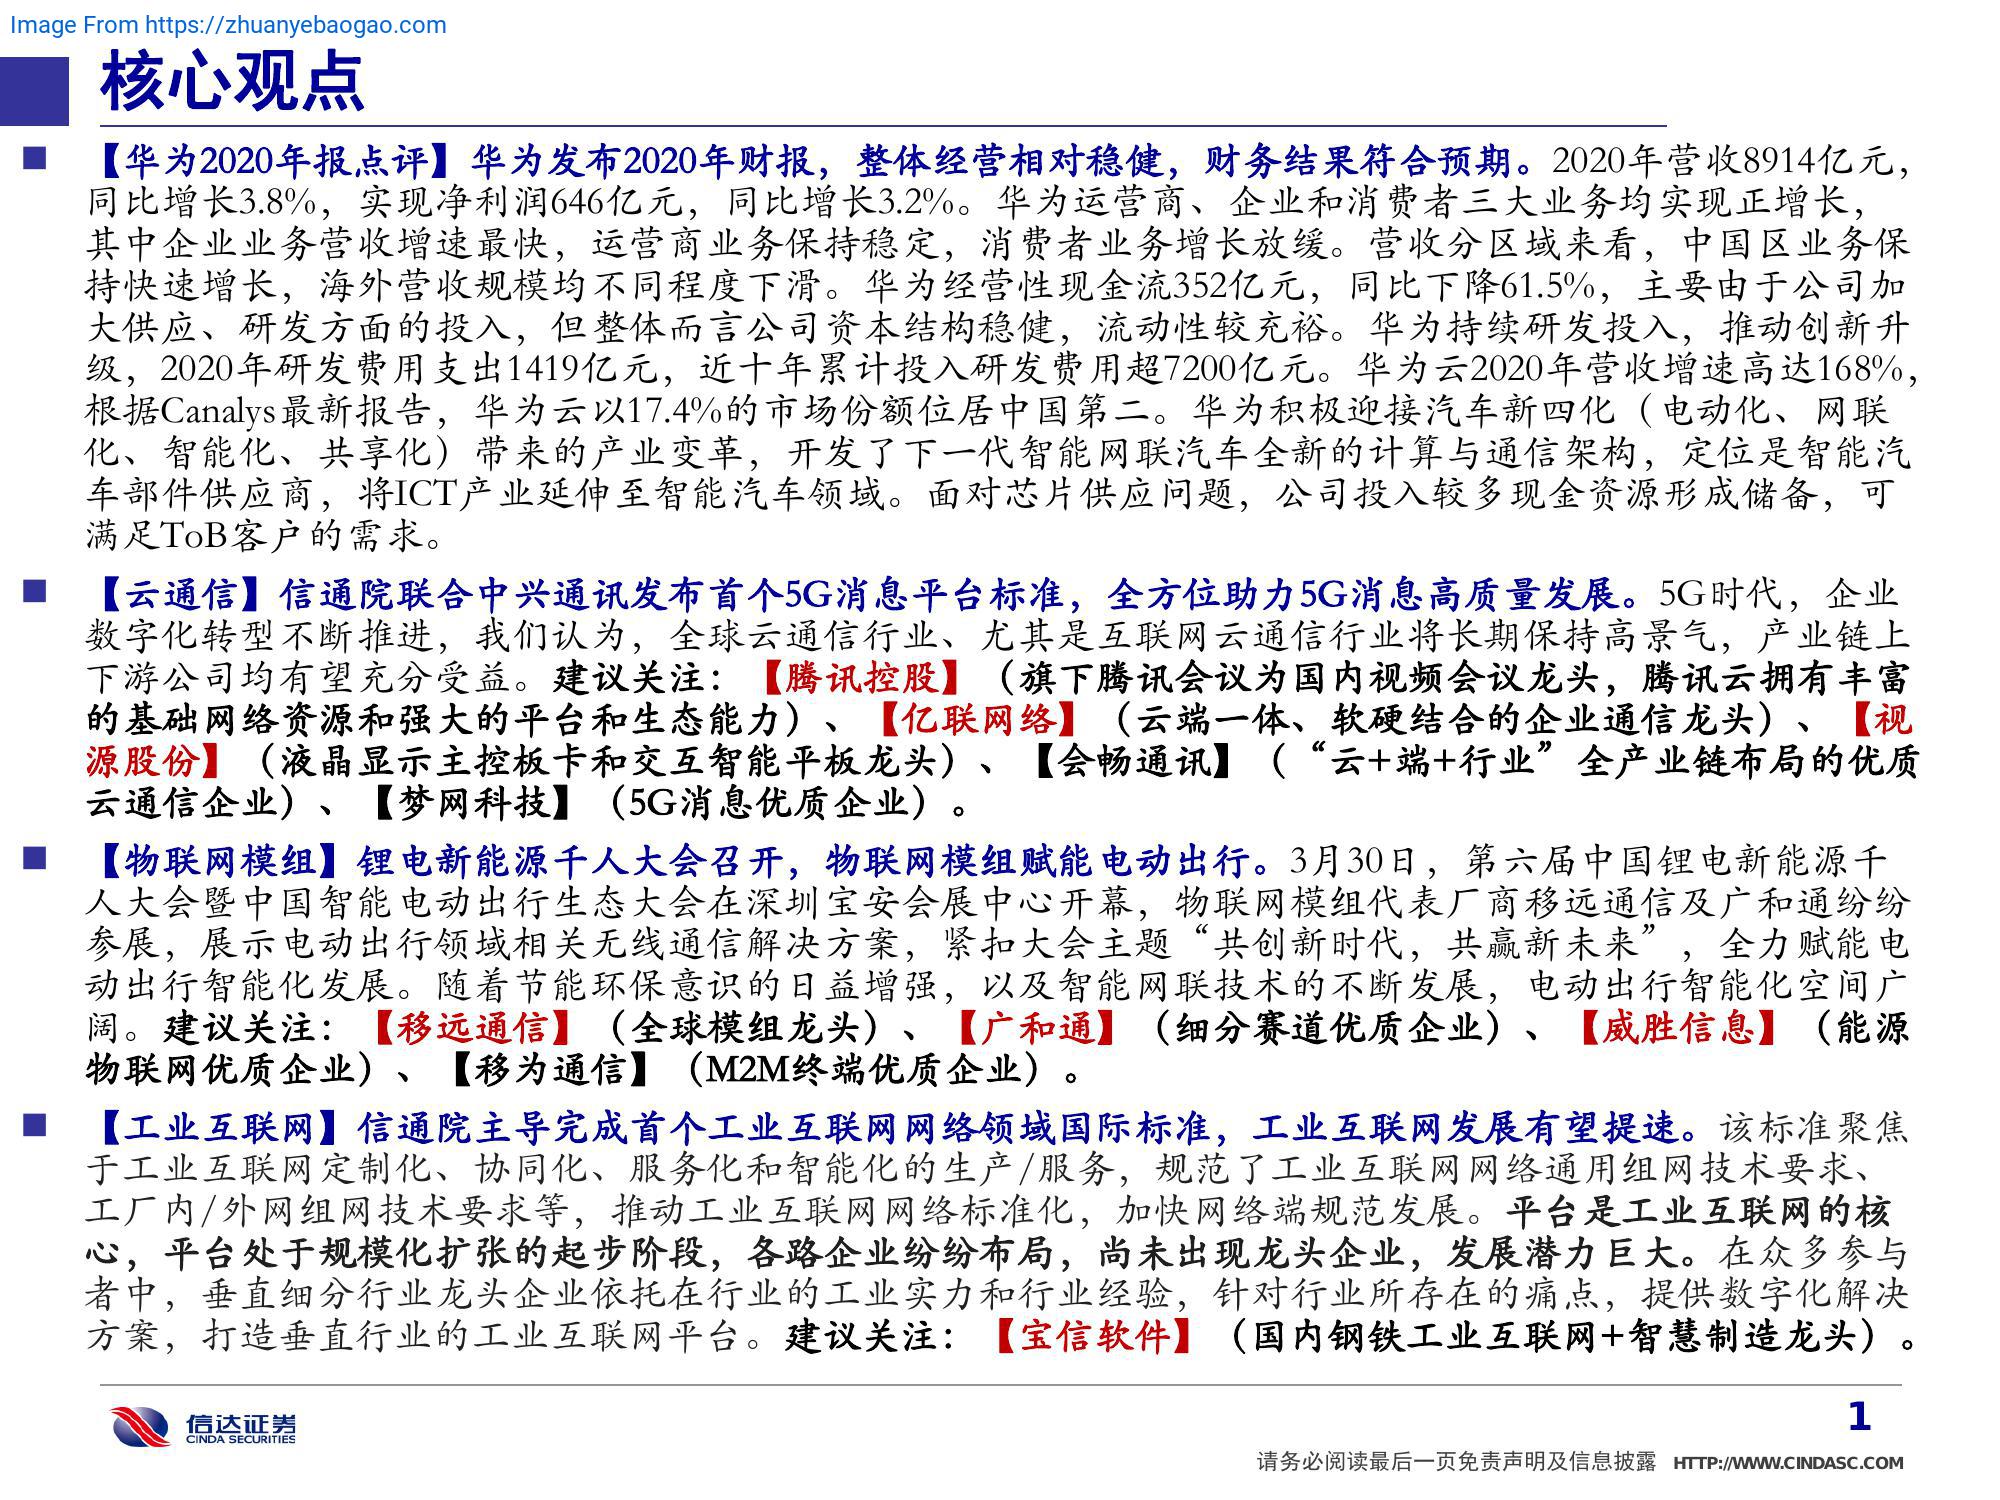 Image From https://zhuanyebaogao.com
核心观点
【华为2020年报点评】华为发布2020年财报，整体经营相对稳健，财务结果符合预期。2020年营收8914亿元，
同比增长3.8%，实现净利润646亿元，同比增长3.2%。华为运营商、企业和消费者三大业务均实现正增长，
其中企业业务营收增速最快，运营商业务保持稳定，消费者业务增长放缓。营收分区域来看，中国区业务保
持快速增长，海外营收规模均不同程度下滑。华为经营性现金流352亿元，同比下降61.5%，主要由于公司加
大供应、研发方面的投入，但整体而言公司资本结构稳健，流动性较充裕。华为持续研发投入，推动创新升
级，2020年研发费用支出1419亿元，近十年累计投入研发费用超7200亿元。华为云2020年营收增速高达168%，
根据Canalys最新报告，华为云以17.4%的市场份额位居中国第二。华为积极迎接汽车新四化（电动化、网联
化、智能化、共享化）带来的产业变革，开发了下一代智能网联汽车全新的计算与通信架构，定位是智能汽
车部件供应商，将ICT产业延伸至智能汽车领域。面对芯片供应问题，公司投入较多现金资源形成储备，可
满足ToB客户的需求。
【云通信】信通院联合中兴通讯发布首个5G消息平台标准，全方位助力5G消息高质量发展。5G时代，企业
数字化转型不断推进，我们认为，全球云通信行业、尤其是互联网云通信行业将长期保持高景气，产业链上
下游公司均有望充分受益。建议关注：【腾讯控股】（旗下腾讯会议为国内视频会议龙头，腾讯云拥有丰富
的基础网络资源和强大的平台和生态能力）、【亿联网络】（云端一体、软硬结合的企业通信龙头）、【视
源股份】（液晶显示主控板卡和交互智能平板龙头）、【会畅通讯】（“云+端+行业”全产业链布局的优质
云通信企业）、【梦网科技】（5G消息优质企业）。
【物联网模组】锂电新能源千人大会召开，物联网模组赋能电动出行。3月30日，第六届中国锂电新能源千
人大会暨中国智能电动出行生态大会在深圳宝安会展中心开幕，物联网模组代表厂商移远通信及广和通纷纷
参展，展示电动出行领域相关无线通信解决方案，紧扣大会主题“共创新时代，共赢新未来”，全力赋能电
动出行智能化发展。随着节能环保意识的日益增强，以及智能网联技术的不断发展，电动出行智能化空间广
阔。建议关注：【移远通信】（全球模组龙头）、【广和通】（细分赛道优质企业）、【威胜信息】（能源
物联网优质企业）、【移为通信】（M2M终端优质企业）。
【工业互联网】信通院主导完成首个工业互联网网络领域国际标准，工业互联网发展有望提速。该标准聚焦
于工业互联网定制化、协同化、服务化和智能化的生产/服务，规范了工业互联网网络通用组网技术要求、
工厂内/外网组网技术要求等，推动工业互联网网络标准化，加快网络端规范发展。平台是工业互联网的核
心，平台处于规模化扩张的起步阶段，各路企业纷纷布局，尚未出现龙头企业，发展潜力巨大。在众多参与
者中，垂直细分行业龙头企业依托在行业的工业实力和行业经验，针对行业所存在的痛点，提供数字化解决
方案，打造垂直行业的工业互联网平台。建议关注：【宝信软件】（国内钢铁工业互联网+智慧制造龙头）。
信达证券
CINDA SECURITIES
1
请务必阅读最后一页免责声明及信息披露 HTTP://WWW.CINDASC.COM